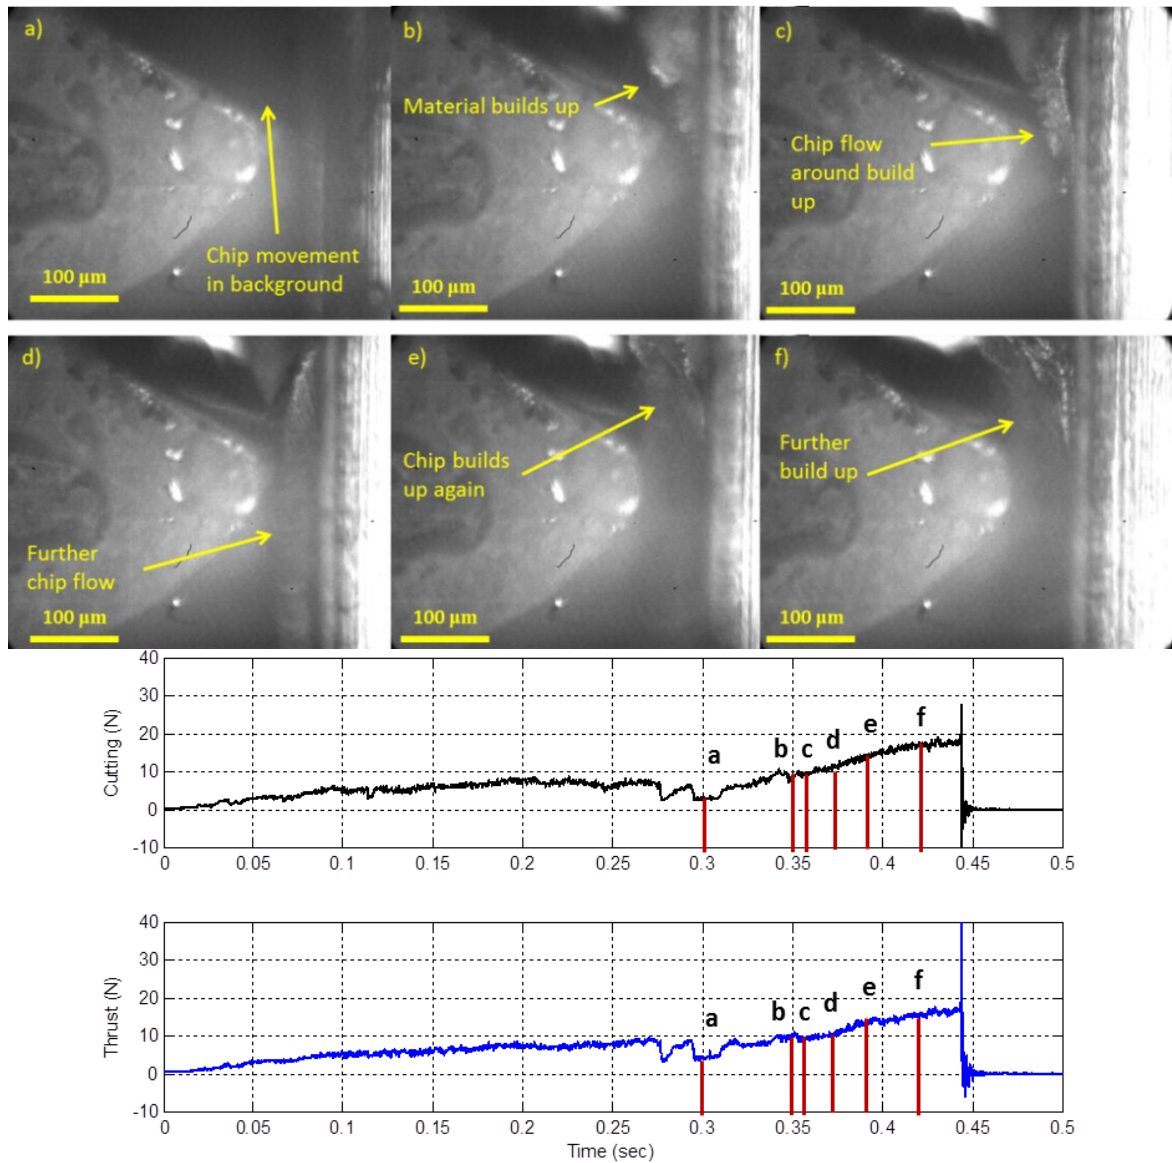 a)
Chip movement
in background
100 µm
b)
Material builds up
100 µm
c)
Chip flow
around build
up
100 µm
d)
Further
chip flow
100 µm
e)
Chip builds
up again
100 µm
f)
Further
build up
100 µm
Cutting (N)
40
30
20
10
0
-10
a
b
c
d
e
f
0
0.05
0.1
0.15
0.2
0.25
0.3
0.35
0.4
0.45
0.5
Thrust (N)
40
30
20
10
0
-10
a
b
c
d
e
f
0
0.05
0.1
0.15
0.2
0.25
0.3
0.35
0.4
0.45
0.5
Time (sec)